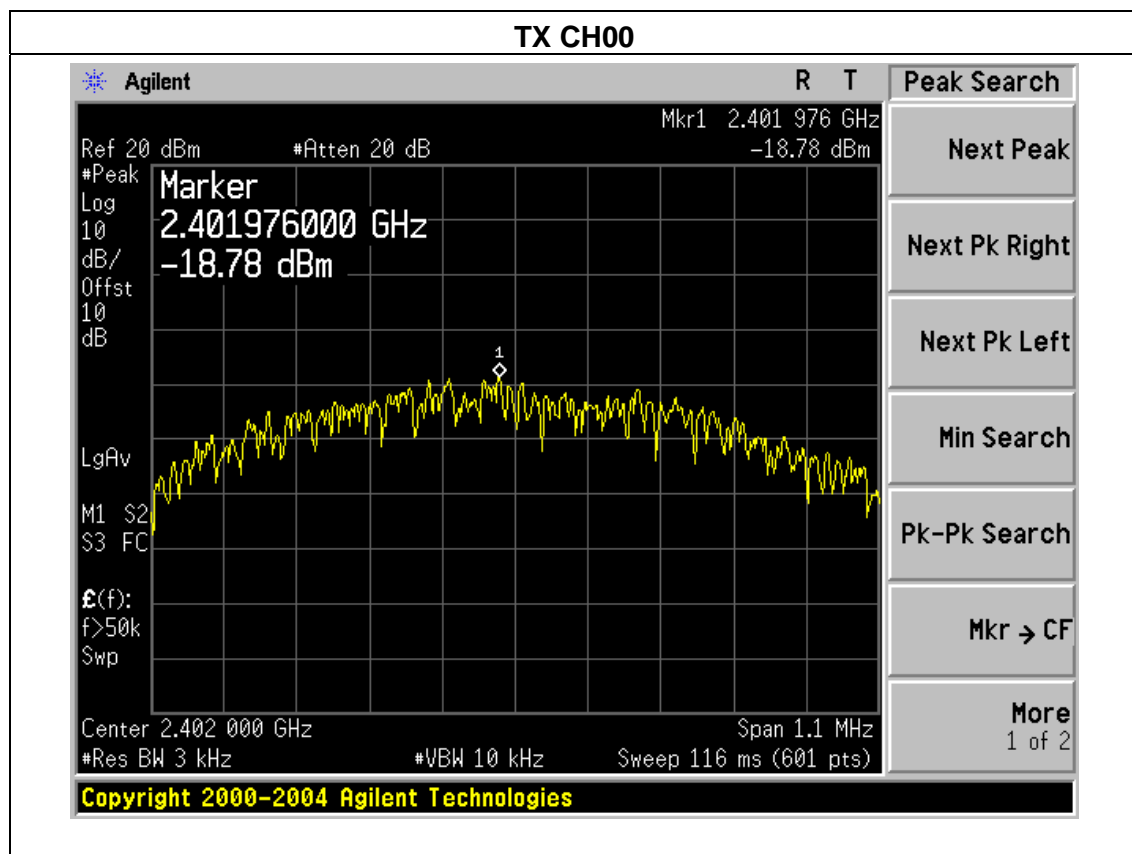 TX CH00
Agilent R T Peak Search
Mkr1 2.401 976 GHz
Ref 20 dBm #Atten 20 dB -18.78 dBm
#Peak
Log
10
dB/
Offst
10
dB
Marker
2.401976000 GHz
-18.78 dBm
1
LgAv
M1 S2
S3 FC
£(f):
f>50k
Swp
Center 2.402 000 GHz Span 1.1 MHz
#Res BW 3 kHz #VBW 10 kHz Sweep 116 ms (601 pts)
Next Peak
Next Pk Right
Next Pk Left
Min Search
Pk-Pk Search
Mkr → CF
More
1 of 2
Copyright 2000-2004 Agilent Technologies